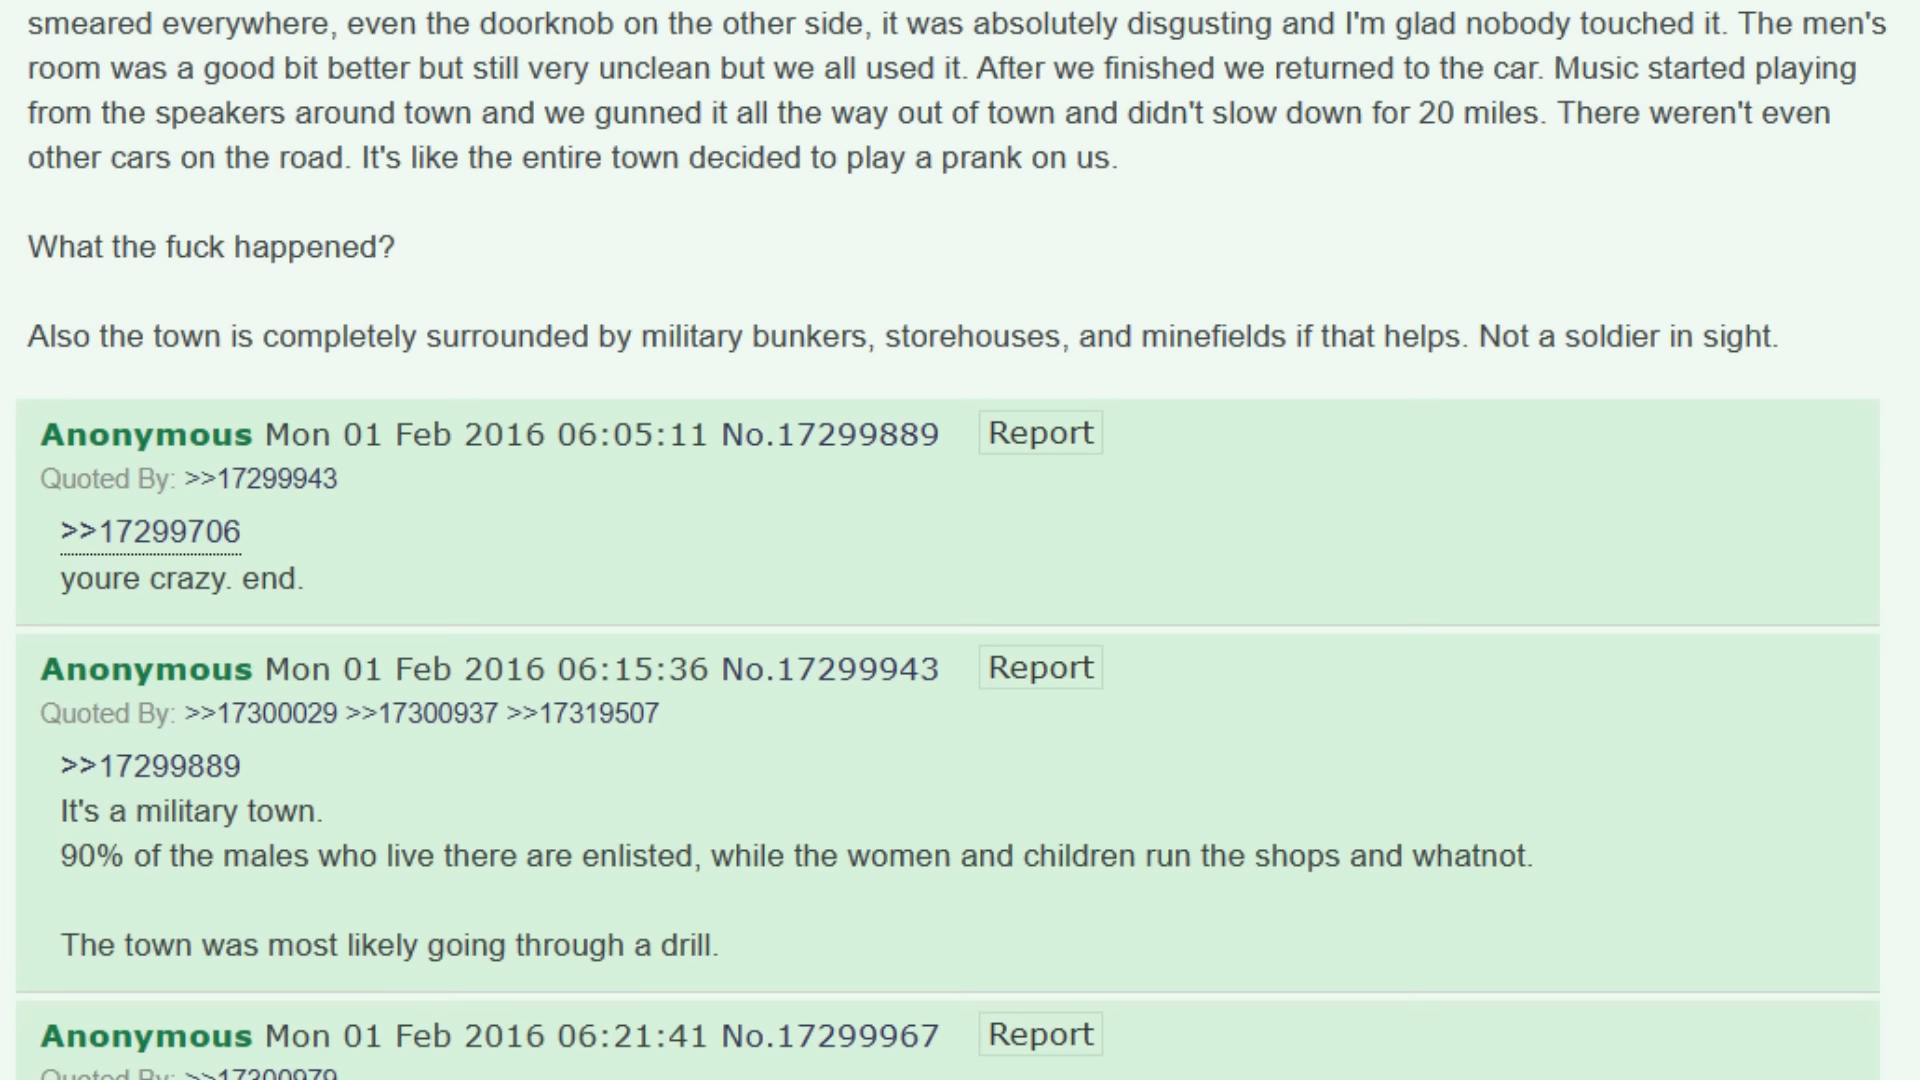 smeared everywhere, even the doorknob on the other side, it was absolutely disgusting and I'm glad nobody touched it. The men's
room was a good bit better but still very unclean but we all used it. After we finished we returned to the car. Music started playing
from the speakers around town and we gunned it all the way out of town and didn't slow down for 20 miles. There weren't even
other cars on the road. It's like the entire town decided to play a prank on us.
What the fuck happened?
Also the town is completely surrounded by military bunkers, storehouses, and minefields if that helps. Not a soldier in sight.
Anonymous Mon 01 Feb 2016 06:05:11 No.17299889 Report
Quoted By: >>17299943
>>17299706
youre crazy. end.
Anonymous Mon 01 Feb 2016 06:15:36 No.17299943 Report
Quoted By: >>17300029 >>17300937 >>17319507
>>17299889
It's a military town.
90% of the males who live there are enlisted, while the women and children run the shops and whatnot.
The town was most likely going through a drill.
Anonymous Mon 01 Feb 2016 06:21:41 No.17299967 Report
Quoted By: >>17300979